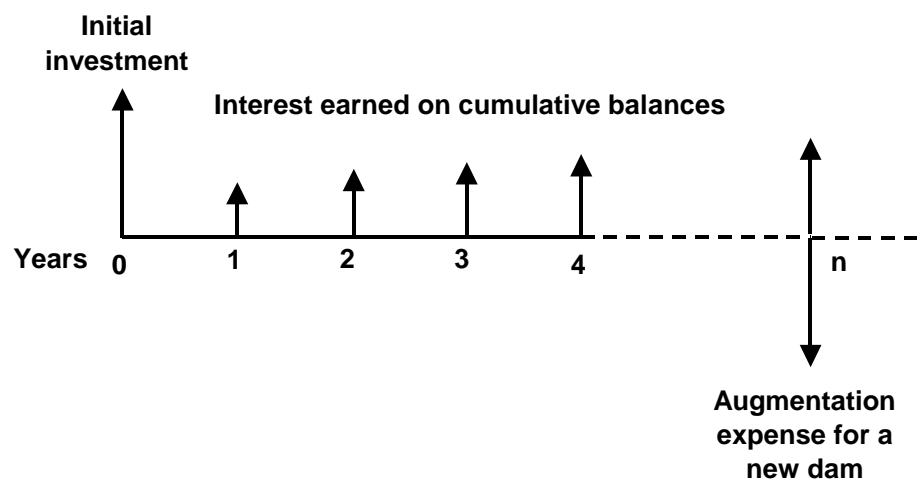 Initial
investment
Interest earned on cumulative balances
Years 0 1 2 3 4 n
Augmentation
expense for a
new dam